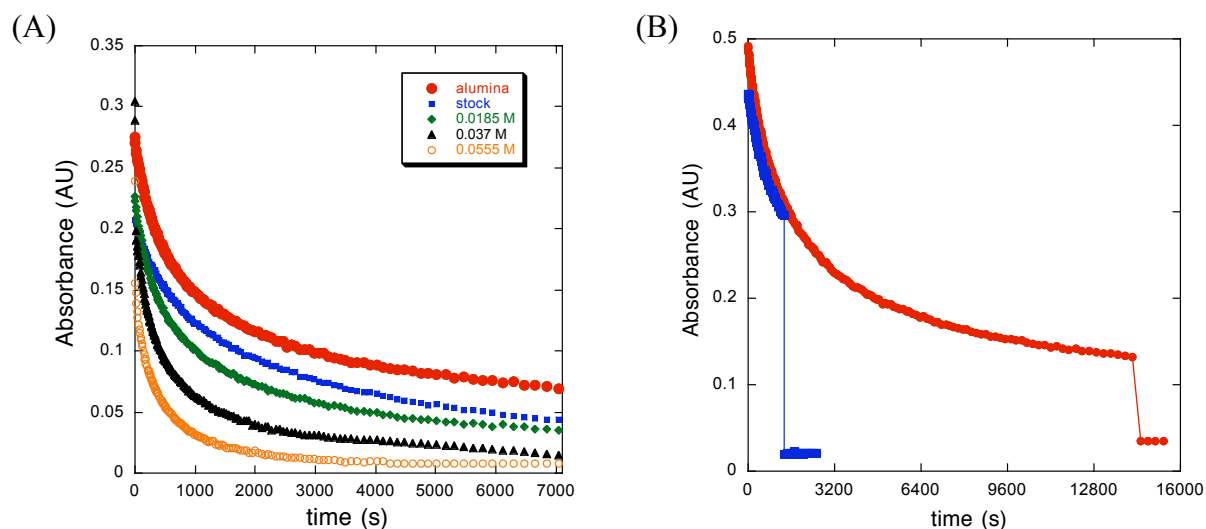 (A)
Absorbance (AU)
0.35
0.3
0.25
0.2
0.15
0.1
0.05
0
alumina
stock
0.0185 M
0.037 M
0.0555 M
0 1000 2000 3000 4000 5000 6000 7000
time (s)
(B)
Absorbance (AU)
0.5
0.4
0.3
0.2
0.1
0
0 3200 6400 9600 12800 16000
time (s)